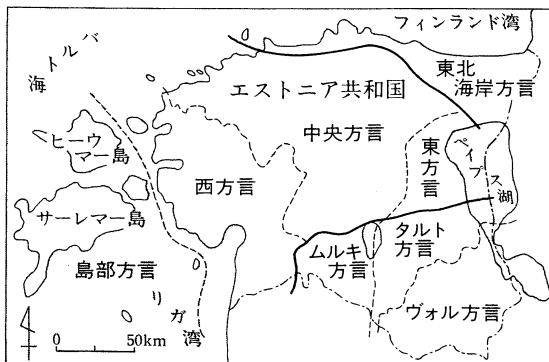 フィンランド湾
バルト海
東北
海岸方言
エストニア共和国
中央方言
ヒーウ
マー島
東方言
ペイプス湖
西方言
サーレマー島
ムルキ
方言
タルト
方言
島部方言
リガ湾
ヴォル方言
0 50km